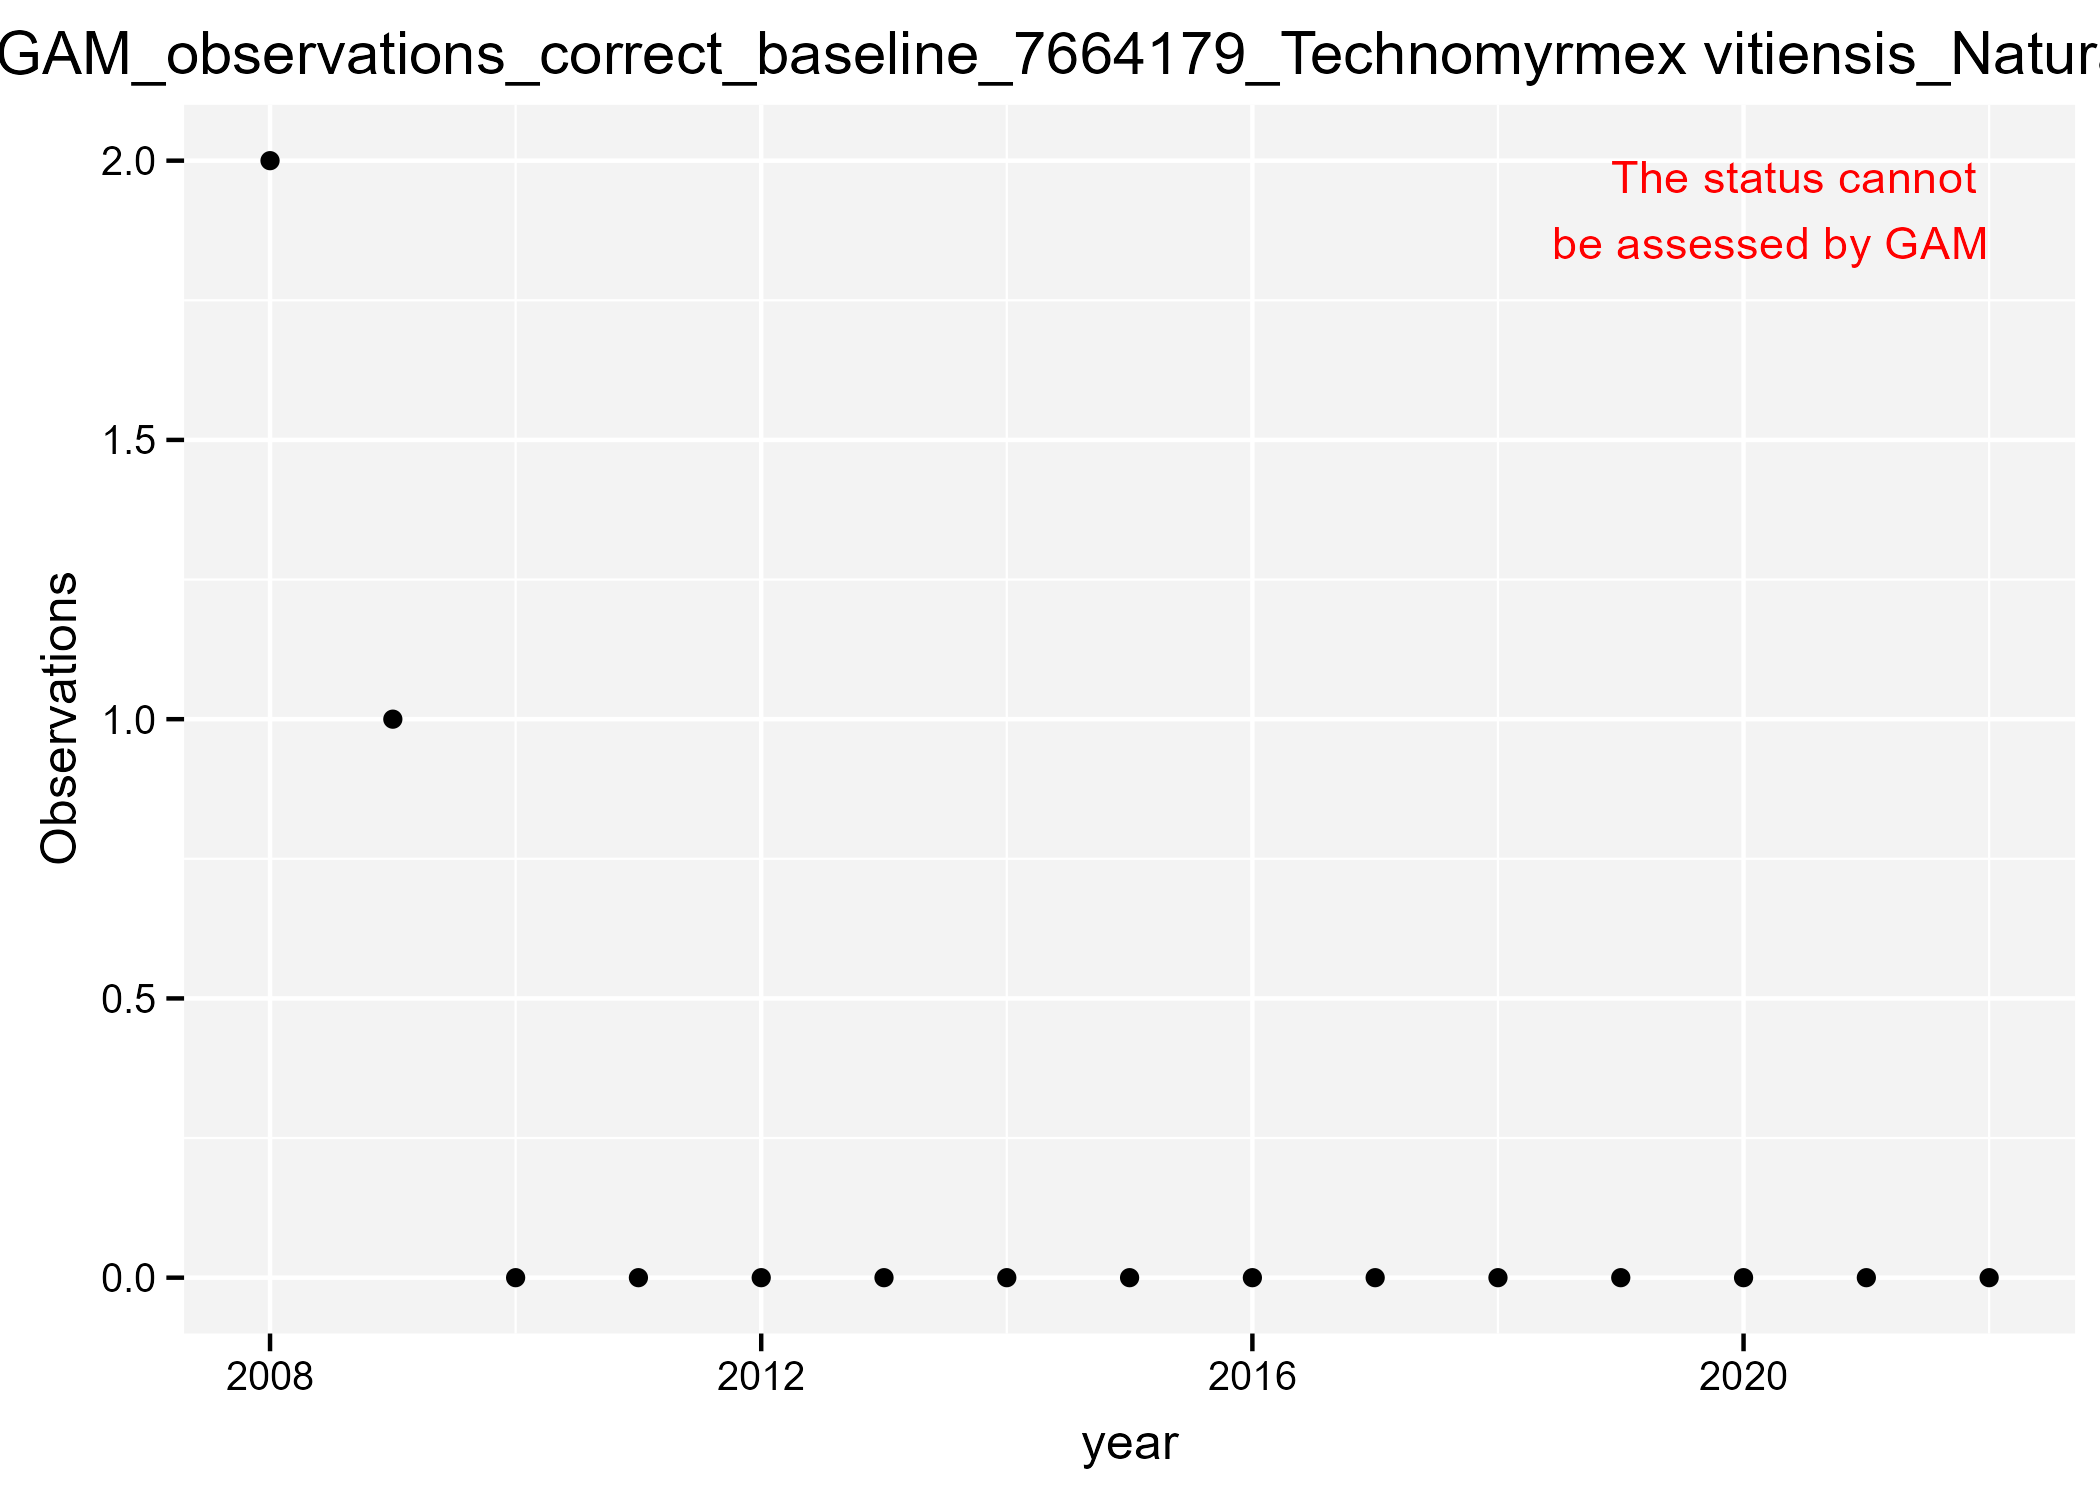 GAM_observations_correct_baseline_7664179_Technomyrmex vitiensis_Natur
The status cannot
be assessed by GAM
2.0
1.5
1.0
0.5
0.0
Observations
2008 2012 2016 2020
year